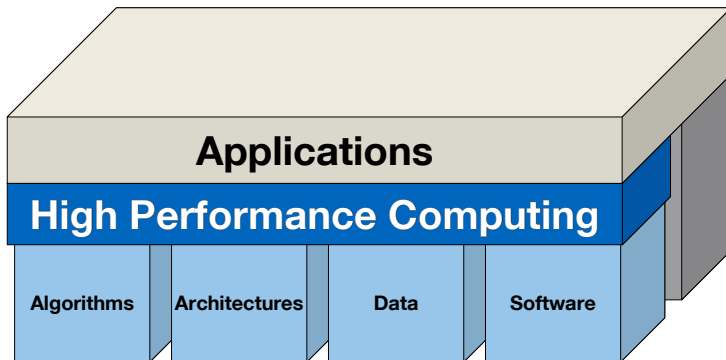 Applications
High Performance Computing
Algorithms
Architectures
Data
Software